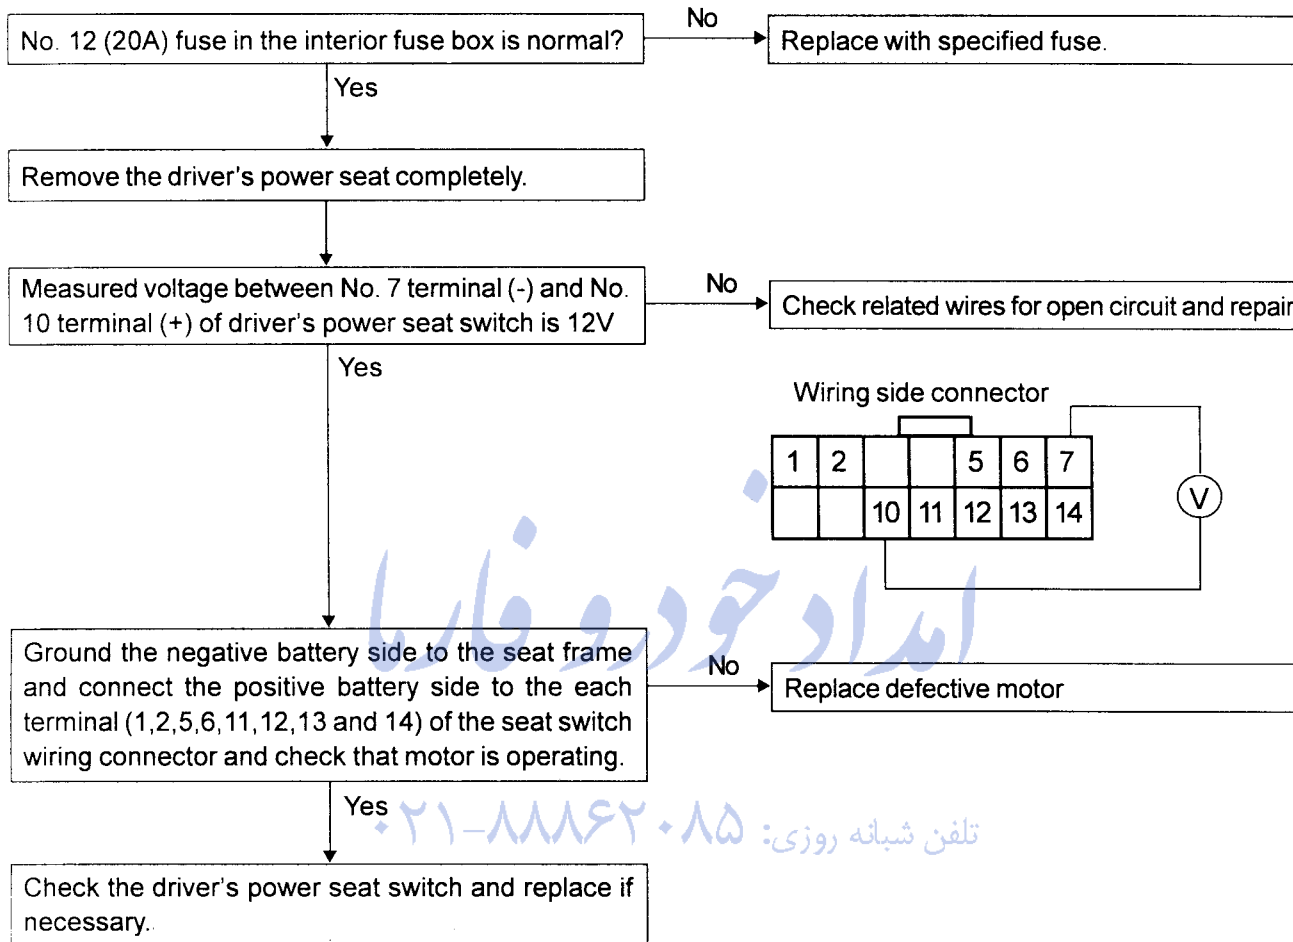 No. 12 (20A) fuse in the interior fuse box is normal?
No
Replace with specified fuse.
Yes
Remove the driver's power seat completely.
Measured voltage between No. 7 terminal (-) and No.
10 terminal (+) of driver's power seat switch is 12V
No
Check related wires for open circuit and repair
Yes
Wiring side connector
1 2 5 6 7
10 11 12 13 14
V
امداد خودرو فارما
Ground the negative battery side to the seat frame
and connect the positive battery side to the each
terminal (1,2,5,6,11,12,13 and 14) of the seat switch
wiring connector and check that motor is operating.
No
Replace defective motor
Yes
تلفن شبانه روزی: ۰۲۱-۸۸۸۶۲۰۸۵
Check the driver's power seat switch and replace if
necessary.